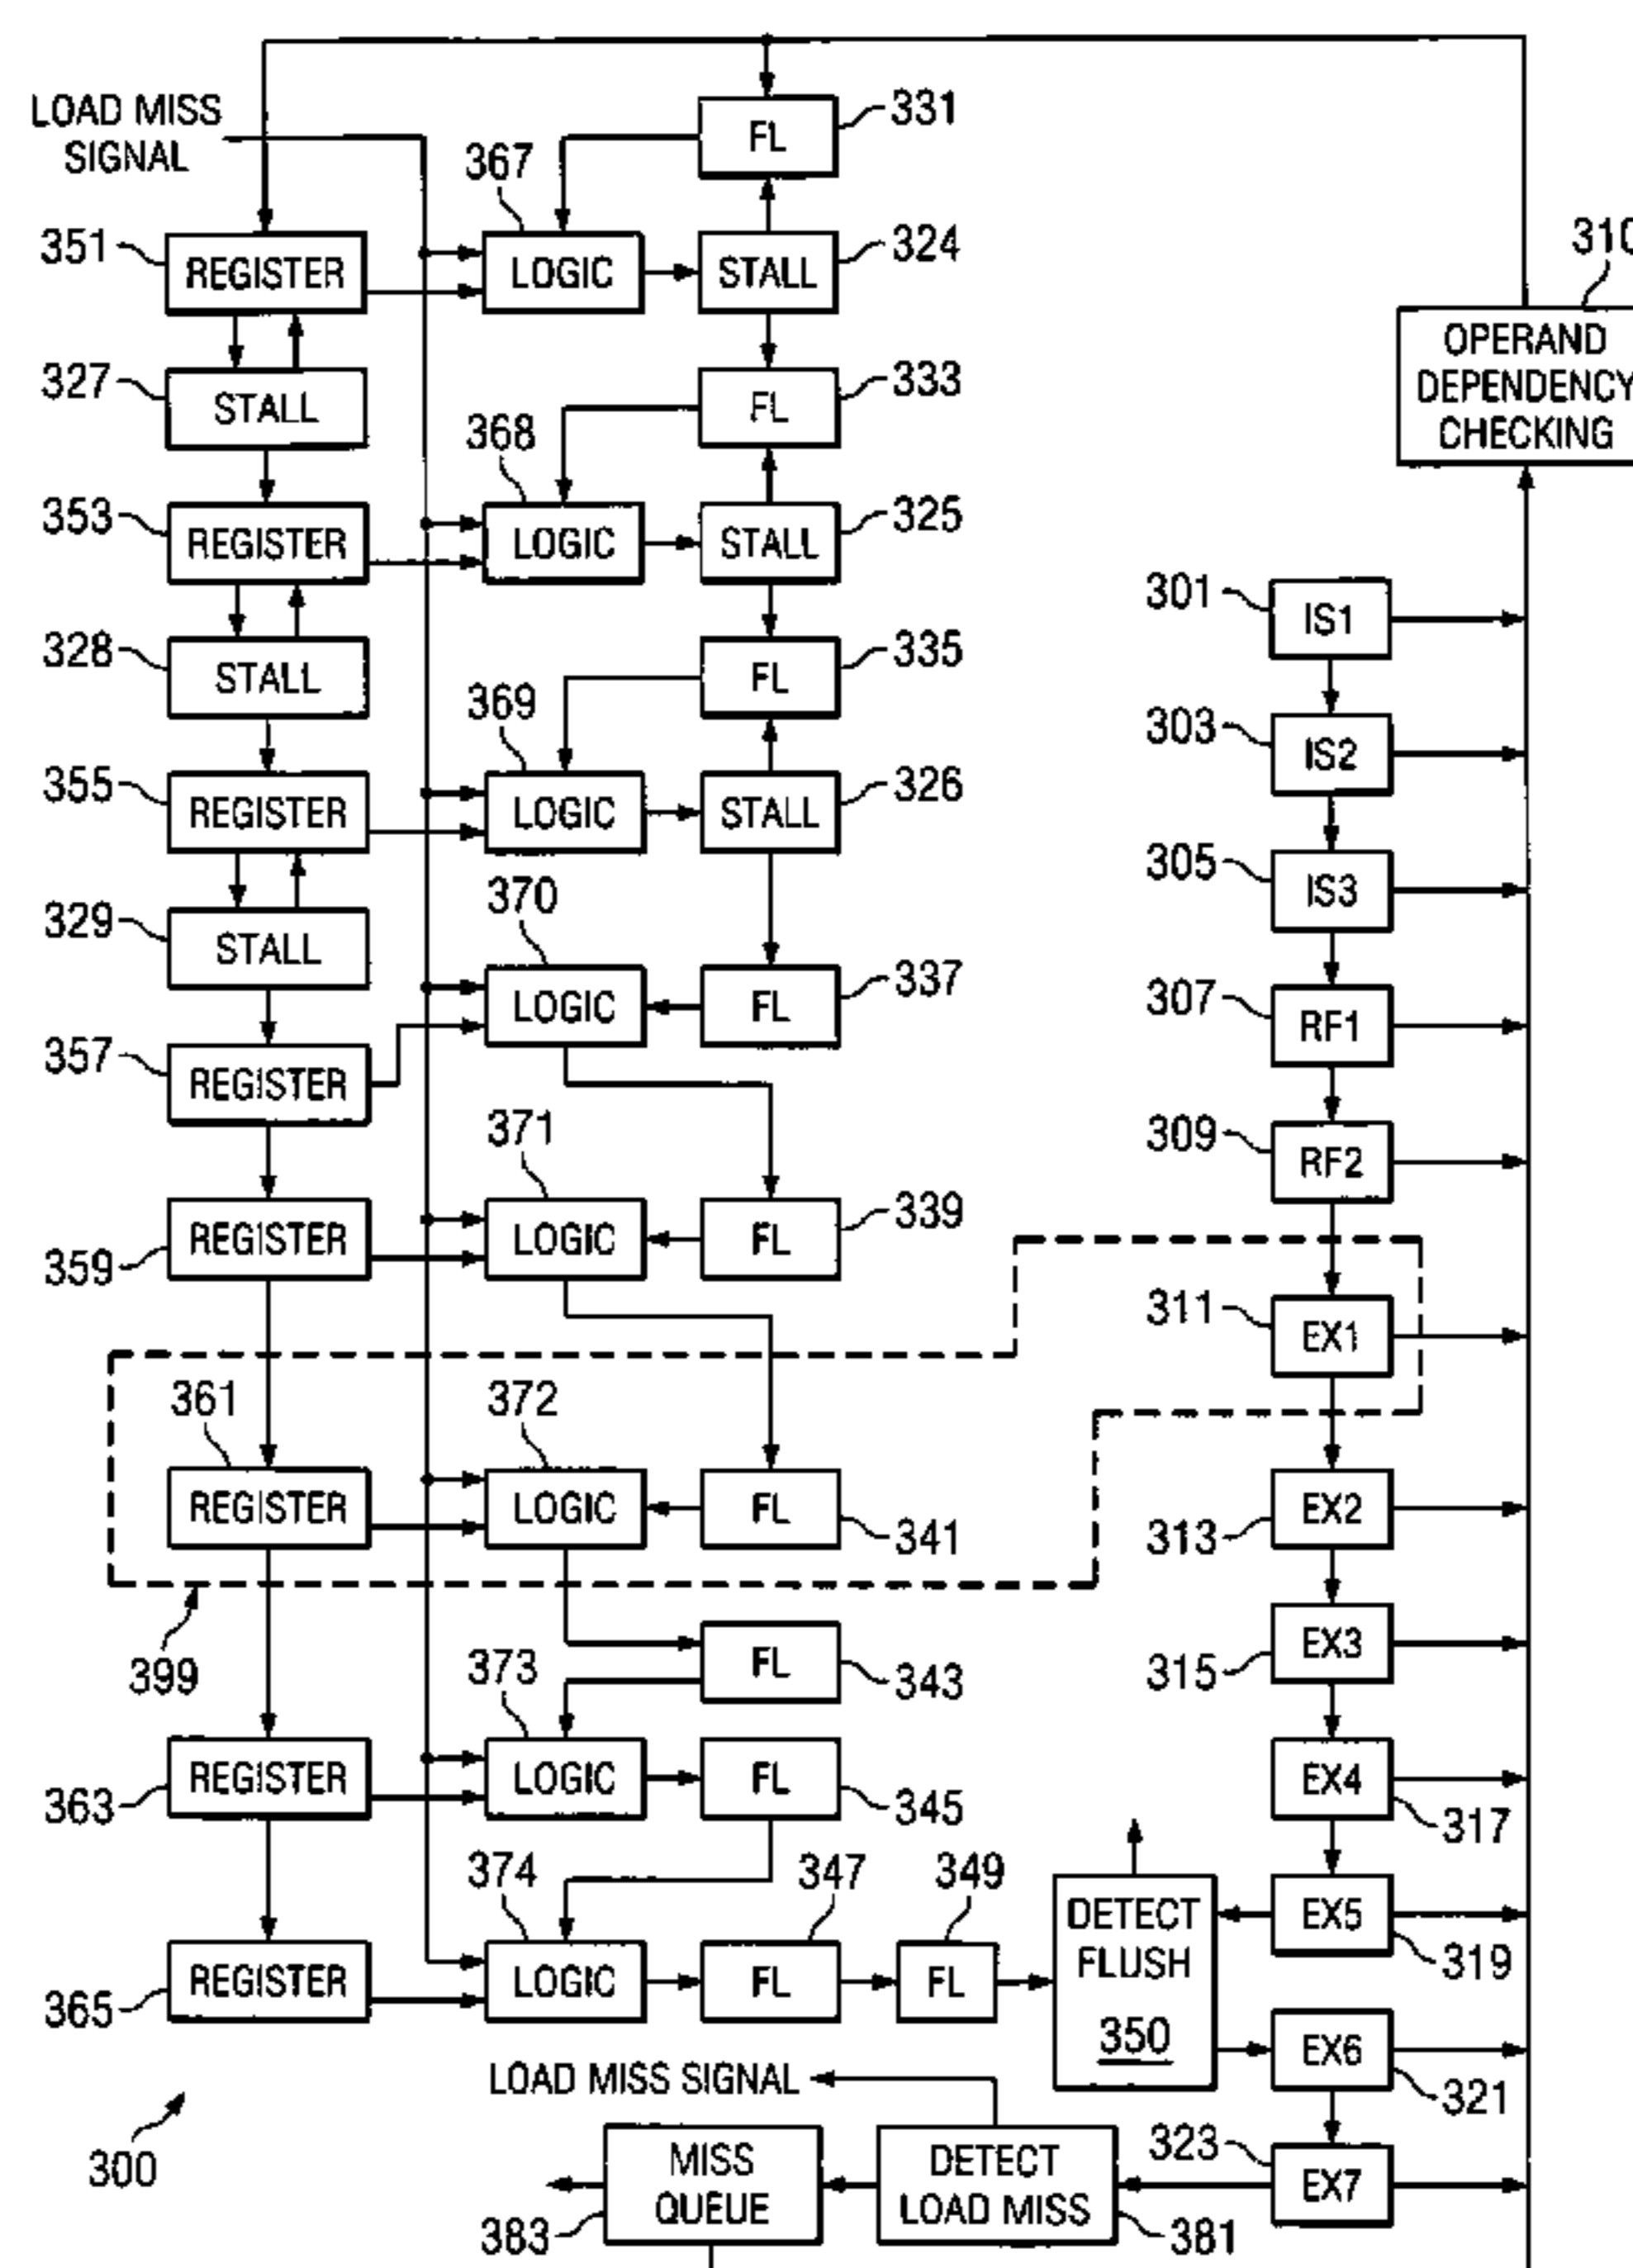 LOAD MISS
SIGNAL
367
FL
331
351
REGISTER
LOGIC
STALL
324
310
327
STALL
368
FL
333
OPERAND
DEPENDENCY
CHECKING
353
REGISTER
LOGIC
STALL
325
301
IS1
328
STALL
369
FL
335
303
IS2
355
REGISTER
LOGIC
STALL
326
305
IS3
329
STALL
370
LOGIC
FL
337
307
RF1
357
REGISTER
371
309
RF2
359
REGISTER
LOGIC
FL
339
311
EX1
361
372
REGISTER
LOGIC
FL
341
EX2
313
399
373
FL
343
EX3
315
363
REGISTER
LOGIC
FL
345
EX4
317
374
347
349
DETECT
FLUSH
350
EX5
319
365
REGISTER
LOGIC
FL
FL
EX6
321
LOAD MISS SIGNAL
300
MISS
QUEUE
383
DETECT
LOAD MISS
381
323
EX7